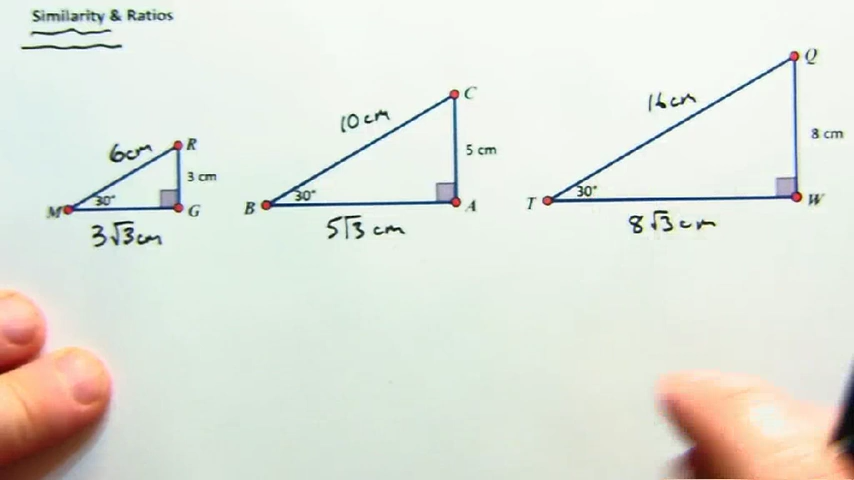 Similarity & Ratios
6cm
R
3 cm
30°
M
G
3√3cm
10cm
C
5 cm
30°
B
A
5√3 cm
16cm
Q
8 cm
30°
T
W
8√3cm